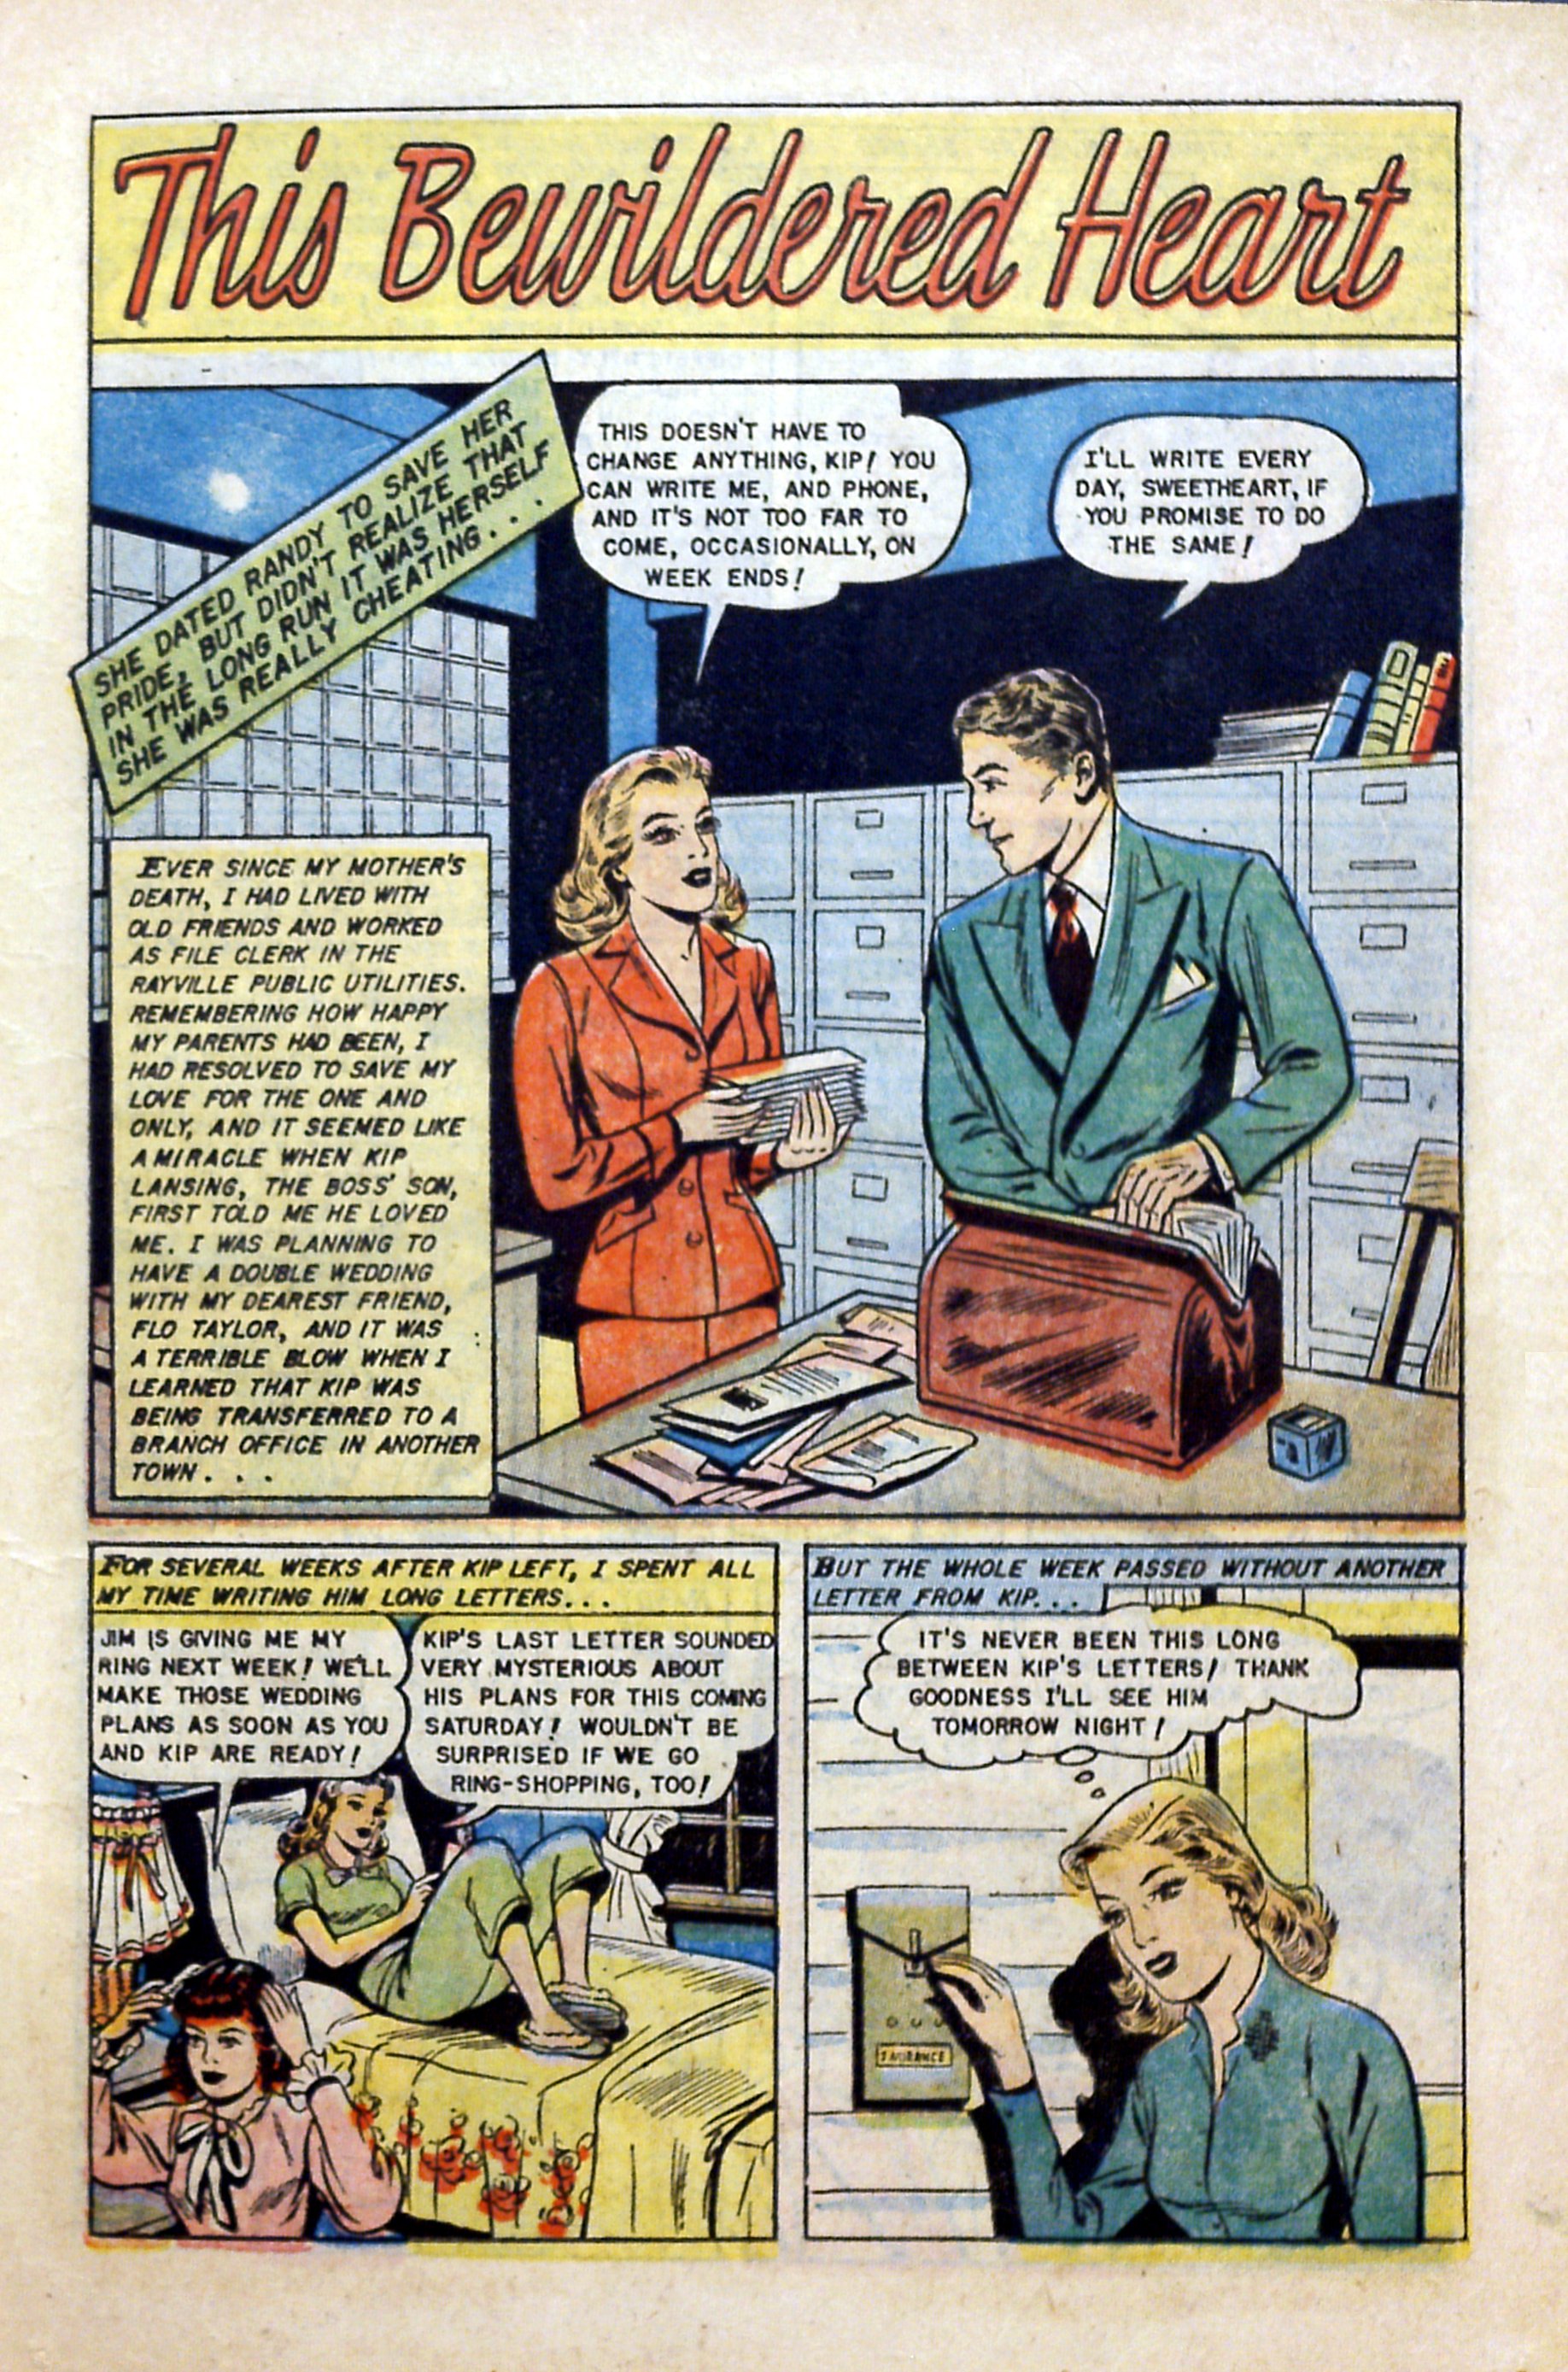 This Bewildered Heart
SHE DATED RANDY TO SAVE HER
PRIDE, BUT DIDN'T REALIZE THAT
IN THE LONG RUN IT WAS HERSELF
SHE WAS REALLY CHEATING...
THIS DOESN'T HAVE TO
CHANGE ANYTHING, KIP! YOU
CAN WRITE ME, AND PHONE,
AND IT'S NOT TOO FAR TO
COME, OCCASIONALLY, ON
WEEK ENDS!
I'LL WRITE EVERY
DAY, SWEETHEART, IF
YOU PROMISE TO DO
THE SAME!
EVER SINCE MY MOTHER'S
DEATH, I HAD LIVED WITH
OLD FRIENDS AND WORKED
AS FILE CLERK IN THE
RAYVILLE PUBLIC UTILITIES.
REMEMBERING HOW HAPPY
MY PARENTS HAD BEEN, I
HAD RESOLVED TO SAVE MY
LOVE FOR THE ONE AND
ONLY, AND IT SEEMED LIKE
A MIRACLE WHEN KIP
LANSING, THE BOSS' SON,
FIRST TOLD ME HE LOVED
ME. I WAS PLANNING TO
HAVE A DOUBLE WEDDING
WITH MY DEAREST FRIEND,
FLO TAYLOR, AND IT WAS
A TERRIBLE BLOW WHEN I
LEARNED THAT KIP WAS
BEING TRANSFERRED TO A
BRANCH OFFICE IN ANOTHER
TOWN...
FOR SEVERAL WEEKS AFTER KIP LEFT, I SPENT ALL
MY TIME WRITING HIM LONG LETTERS...
JIM IS GIVING ME MY
RING NEXT WEEK! WE'LL
MAKE THOSE WEDDING
PLANS AS SOON AS YOU
AND KIP ARE READY!
KIP'S LAST LETTER SOUNDED
VERY MYSTERIOUS ABOUT
HIS PLANS FOR THIS COMING
SATURDAY! WOULDN'T BE
SURPRISED IF WE GO
RING-SHOPPING, TOO!
BUT THE WHOLE WEEK PASSED WITHOUT ANOTHER
LETTER FROM KIP...
IT'S NEVER BEEN THIS LONG
BETWEEN KIP'S LETTERS! THANK
GOODNESS I'LL SEE HIM
TOMORROW NIGHT!